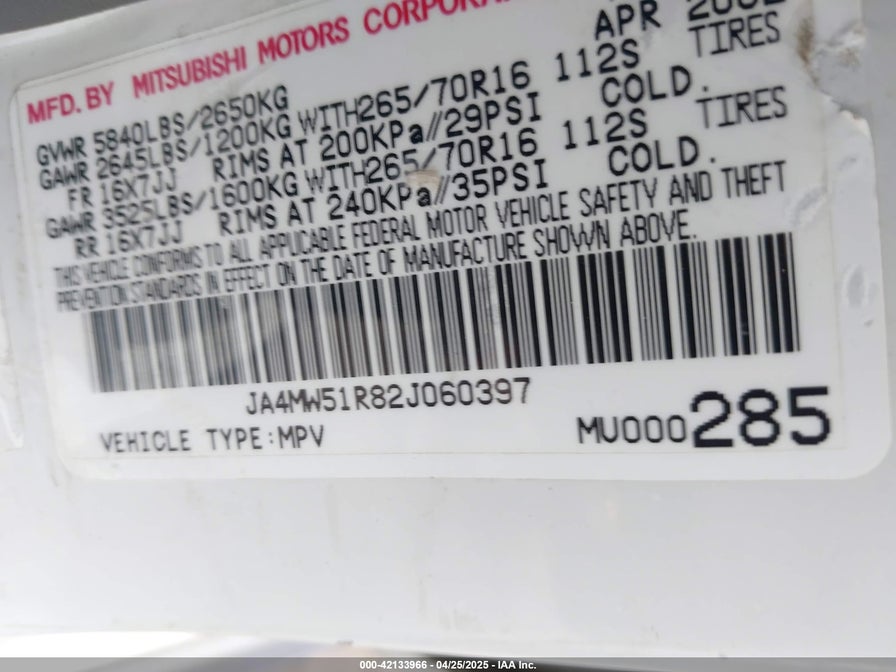 MFD. BY MITSUBISHI MOTORS
APR
GVWR 5840LBS/2650KG
GAWR 2645LBS/1200KG WITH265/70R16 112S TIRES
FR 16X7JJ RIMS AT 200KPa//29PSI COLD.
GAWR 3525LBS/1600KG WITH265/70R16 112S TIRES
RR 16X7JJ RIMS AT 240KPa//35PSI COLD.
THIS VEHICLE CONFORMS TO ALL APPLICABLE FEDERAL MOTOR VEHICLE SAFETY AND THEFT
PREVENTION STANDARDS IN EFFECT ON THE DATE OF MANUFACTURE SHOWN ABOVE.
JA4MW51R82J060397
VEHICLE TYPE:MPV
MU000285
000-42133966 - 04/25/2025 - IAA Inc.